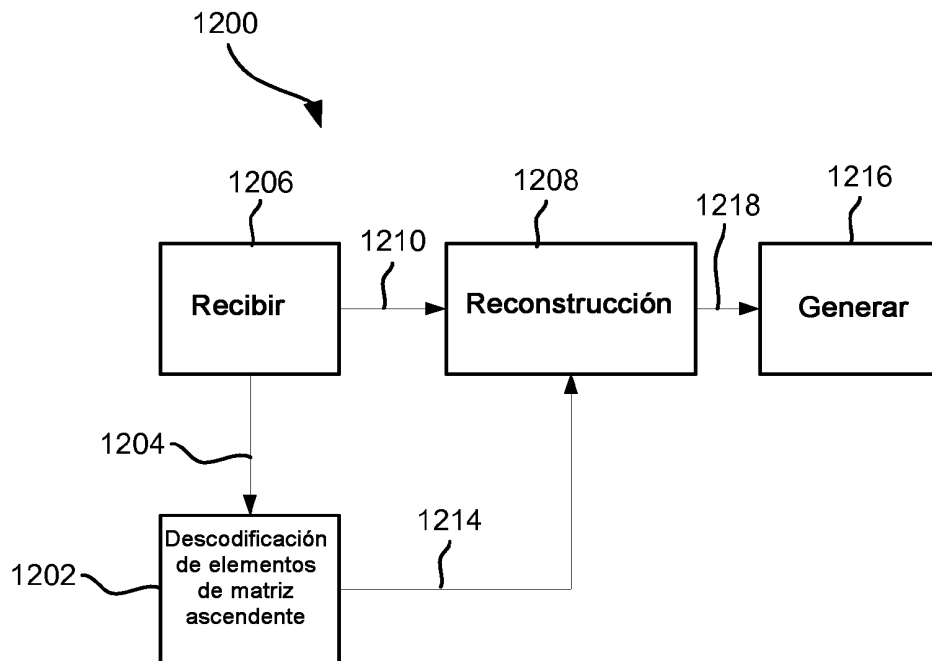 1200
1206
1208
1216
1210
1218
Recibir
Reconstrucción
Generar
1204
1214
1202
Descodificación
de elementos
de matriz
ascendente